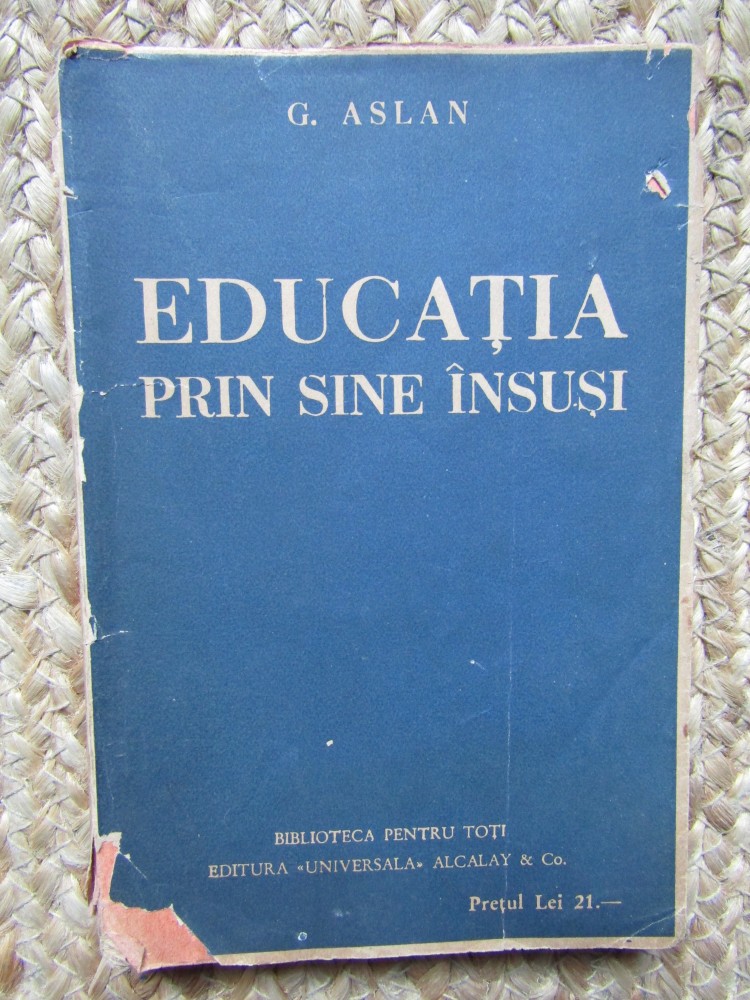 G. ASLAN
EDUCAȚIA
PRIN SINE ÎNSUȘI
BIBLIOTECA PENTRU TOȚI
EDITURA «UNIVERSALA» ALCALAY & Co.
Prețul Lei 21.—